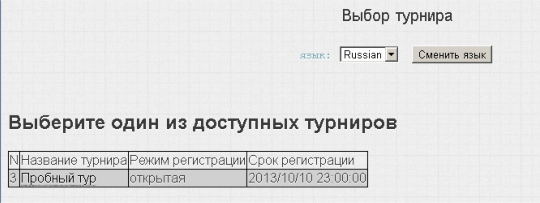 Выбор турнира
язык: Russian Сменить язык
Выберите один из доступных турниров
N Название турнира Режим регистрации Срок регистрации
3 Пробный тур открытая 2013/10/10 23:00:00